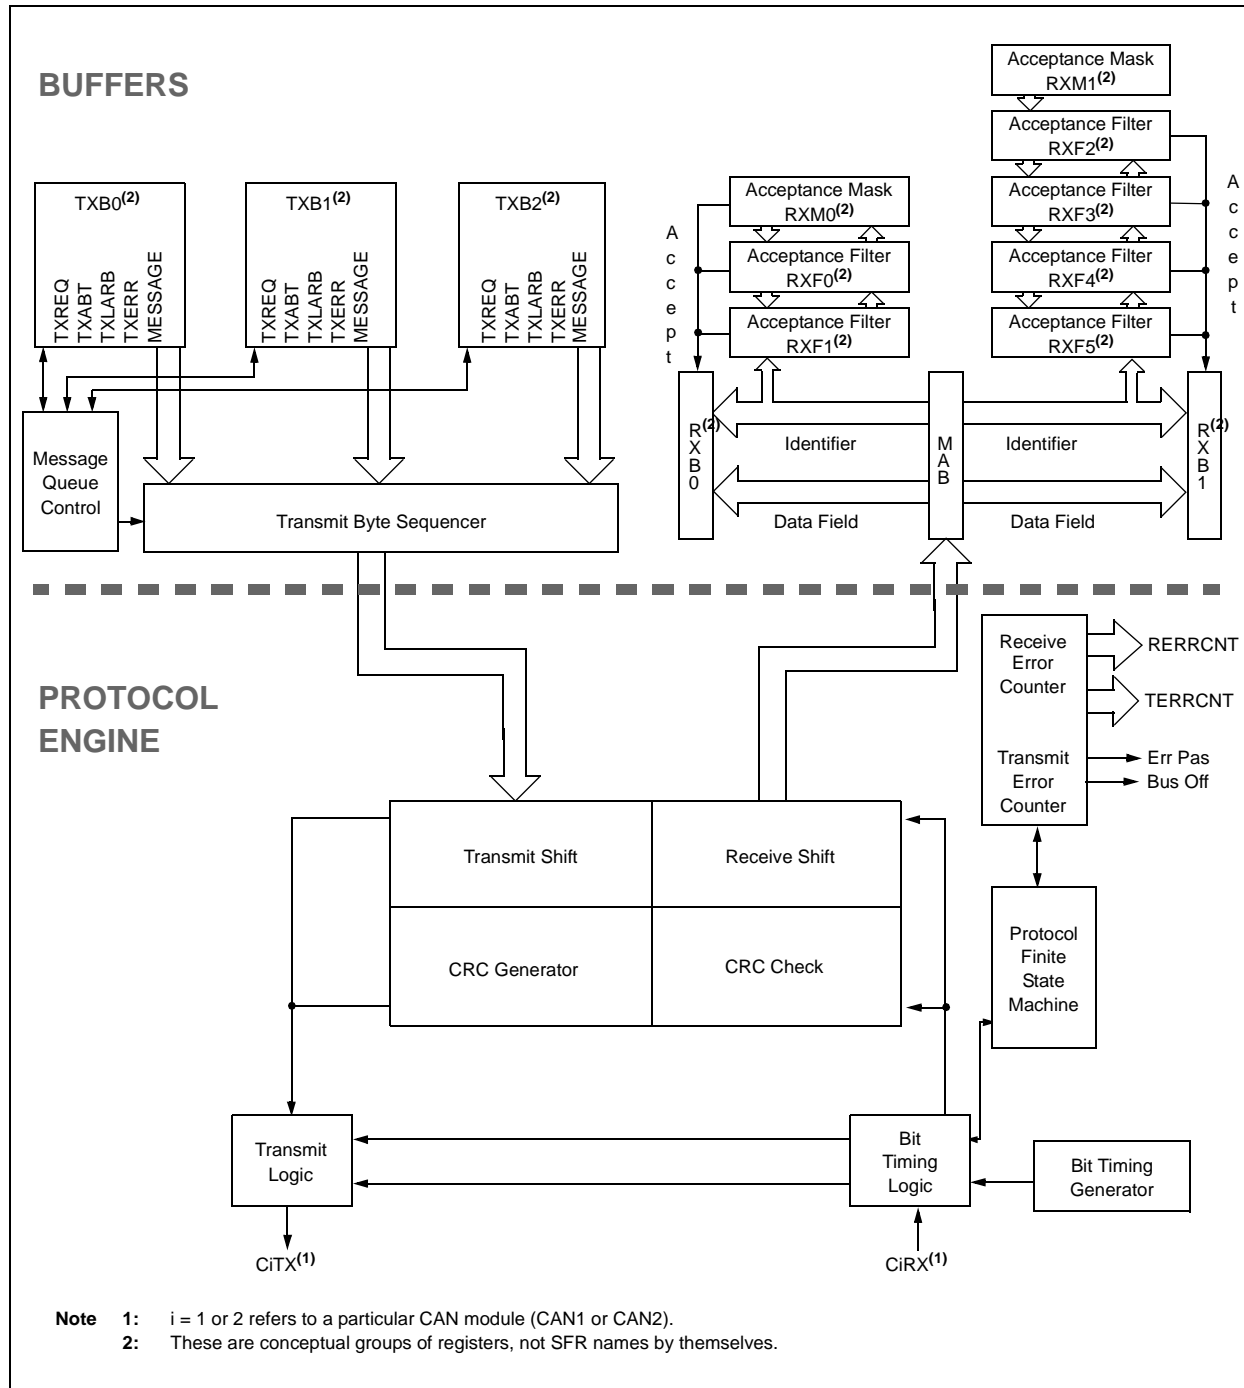 BUFFERS
Acceptance Mask
RXM1(2)
Acceptance Filter
RXF2(2)
Acceptance Filter
RXF3(2)
Acceptance Filter
RXF4(2)
Acceptance Filter
RXF5(2)
Accept
Acceptance Mask
RXM0(2)
Acceptance Filter
RXF0(2)
Acceptance Filter
RXF1(2)
Accept
TXB0(2)
TXREQ
TXABT
TXLARB
TXERR
MESSAGE
TXB1(2)
TXREQ
TXABT
TXLARB
TXERR
MESSAGE
TXB2(2)
TXREQ
TXABT
TXLARB
TXERR
MESSAGE
Message
Queue
Control
Transmit Byte Sequencer
RXB0(2)
Identifier
Data Field
MAB
Identifier
Data Field
RXB1(2)
PROTOCOL
ENGINE
Receive
Error
Counter
Transmit
Error
Counter
RERRCNT
TERRCNT
Err Pas
Bus Off
Transmit Shift
Receive Shift
CRC Generator
CRC Check
Protocol
Finite
State
Machine
Transmit
Logic
Bit
Timing
Logic
Bit Timing
Generator
CiTX(1)
CiRX(1)
Note 1: i = 1 or 2 refers to a particular CAN module (CAN1 or CAN2).
2: These are conceptual groups of registers, not SFR names by themselves.